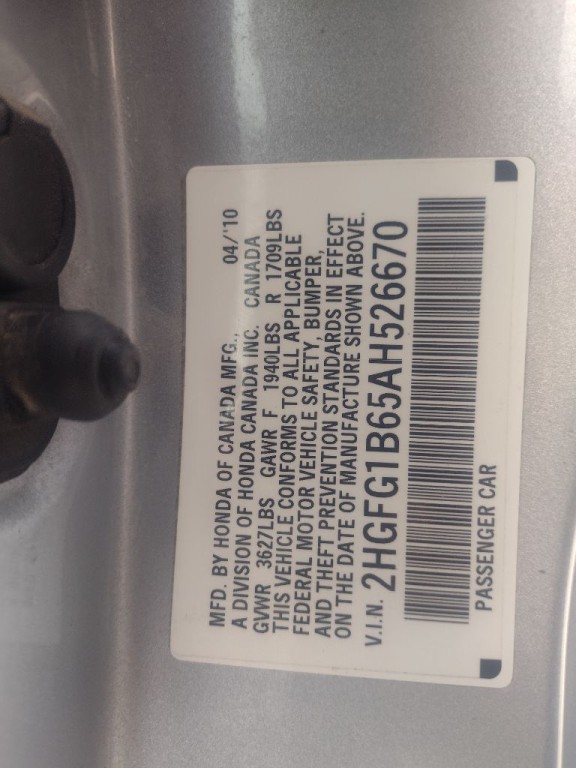 MFD. BY HONDA OF CANADA MFG., 04/'10
A DIVISION OF HONDA CANADA INC. CANADA
GVWR 3627LBS GAWR F 1940LBS R 1709LBS
THIS VEHICLE CONFORMS TO ALL APPLICABLE
FEDERAL MOTOR VEHICLE SAFETY, BUMPER,
AND THEFT PREVENTION STANDARDS IN EFFECT
ON THE DATE OF MANUFACTURE SHOWN ABOVE.
V.I.N. 2HGFG1B65AH526670
PASSENGER CAR